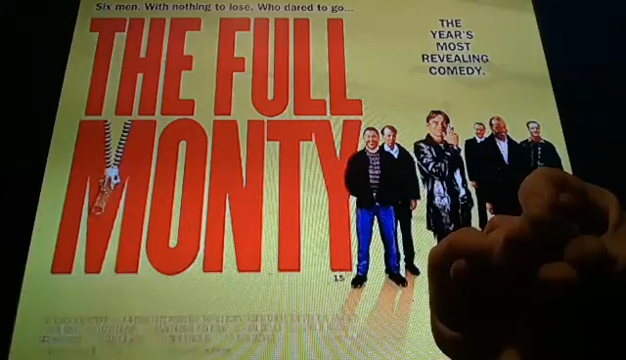 Six men. With nothing to lose. Who dared to go...
THE FULL
MONTY
THE
YEAR'S
MOST
REVEALING
COMEDY.
15